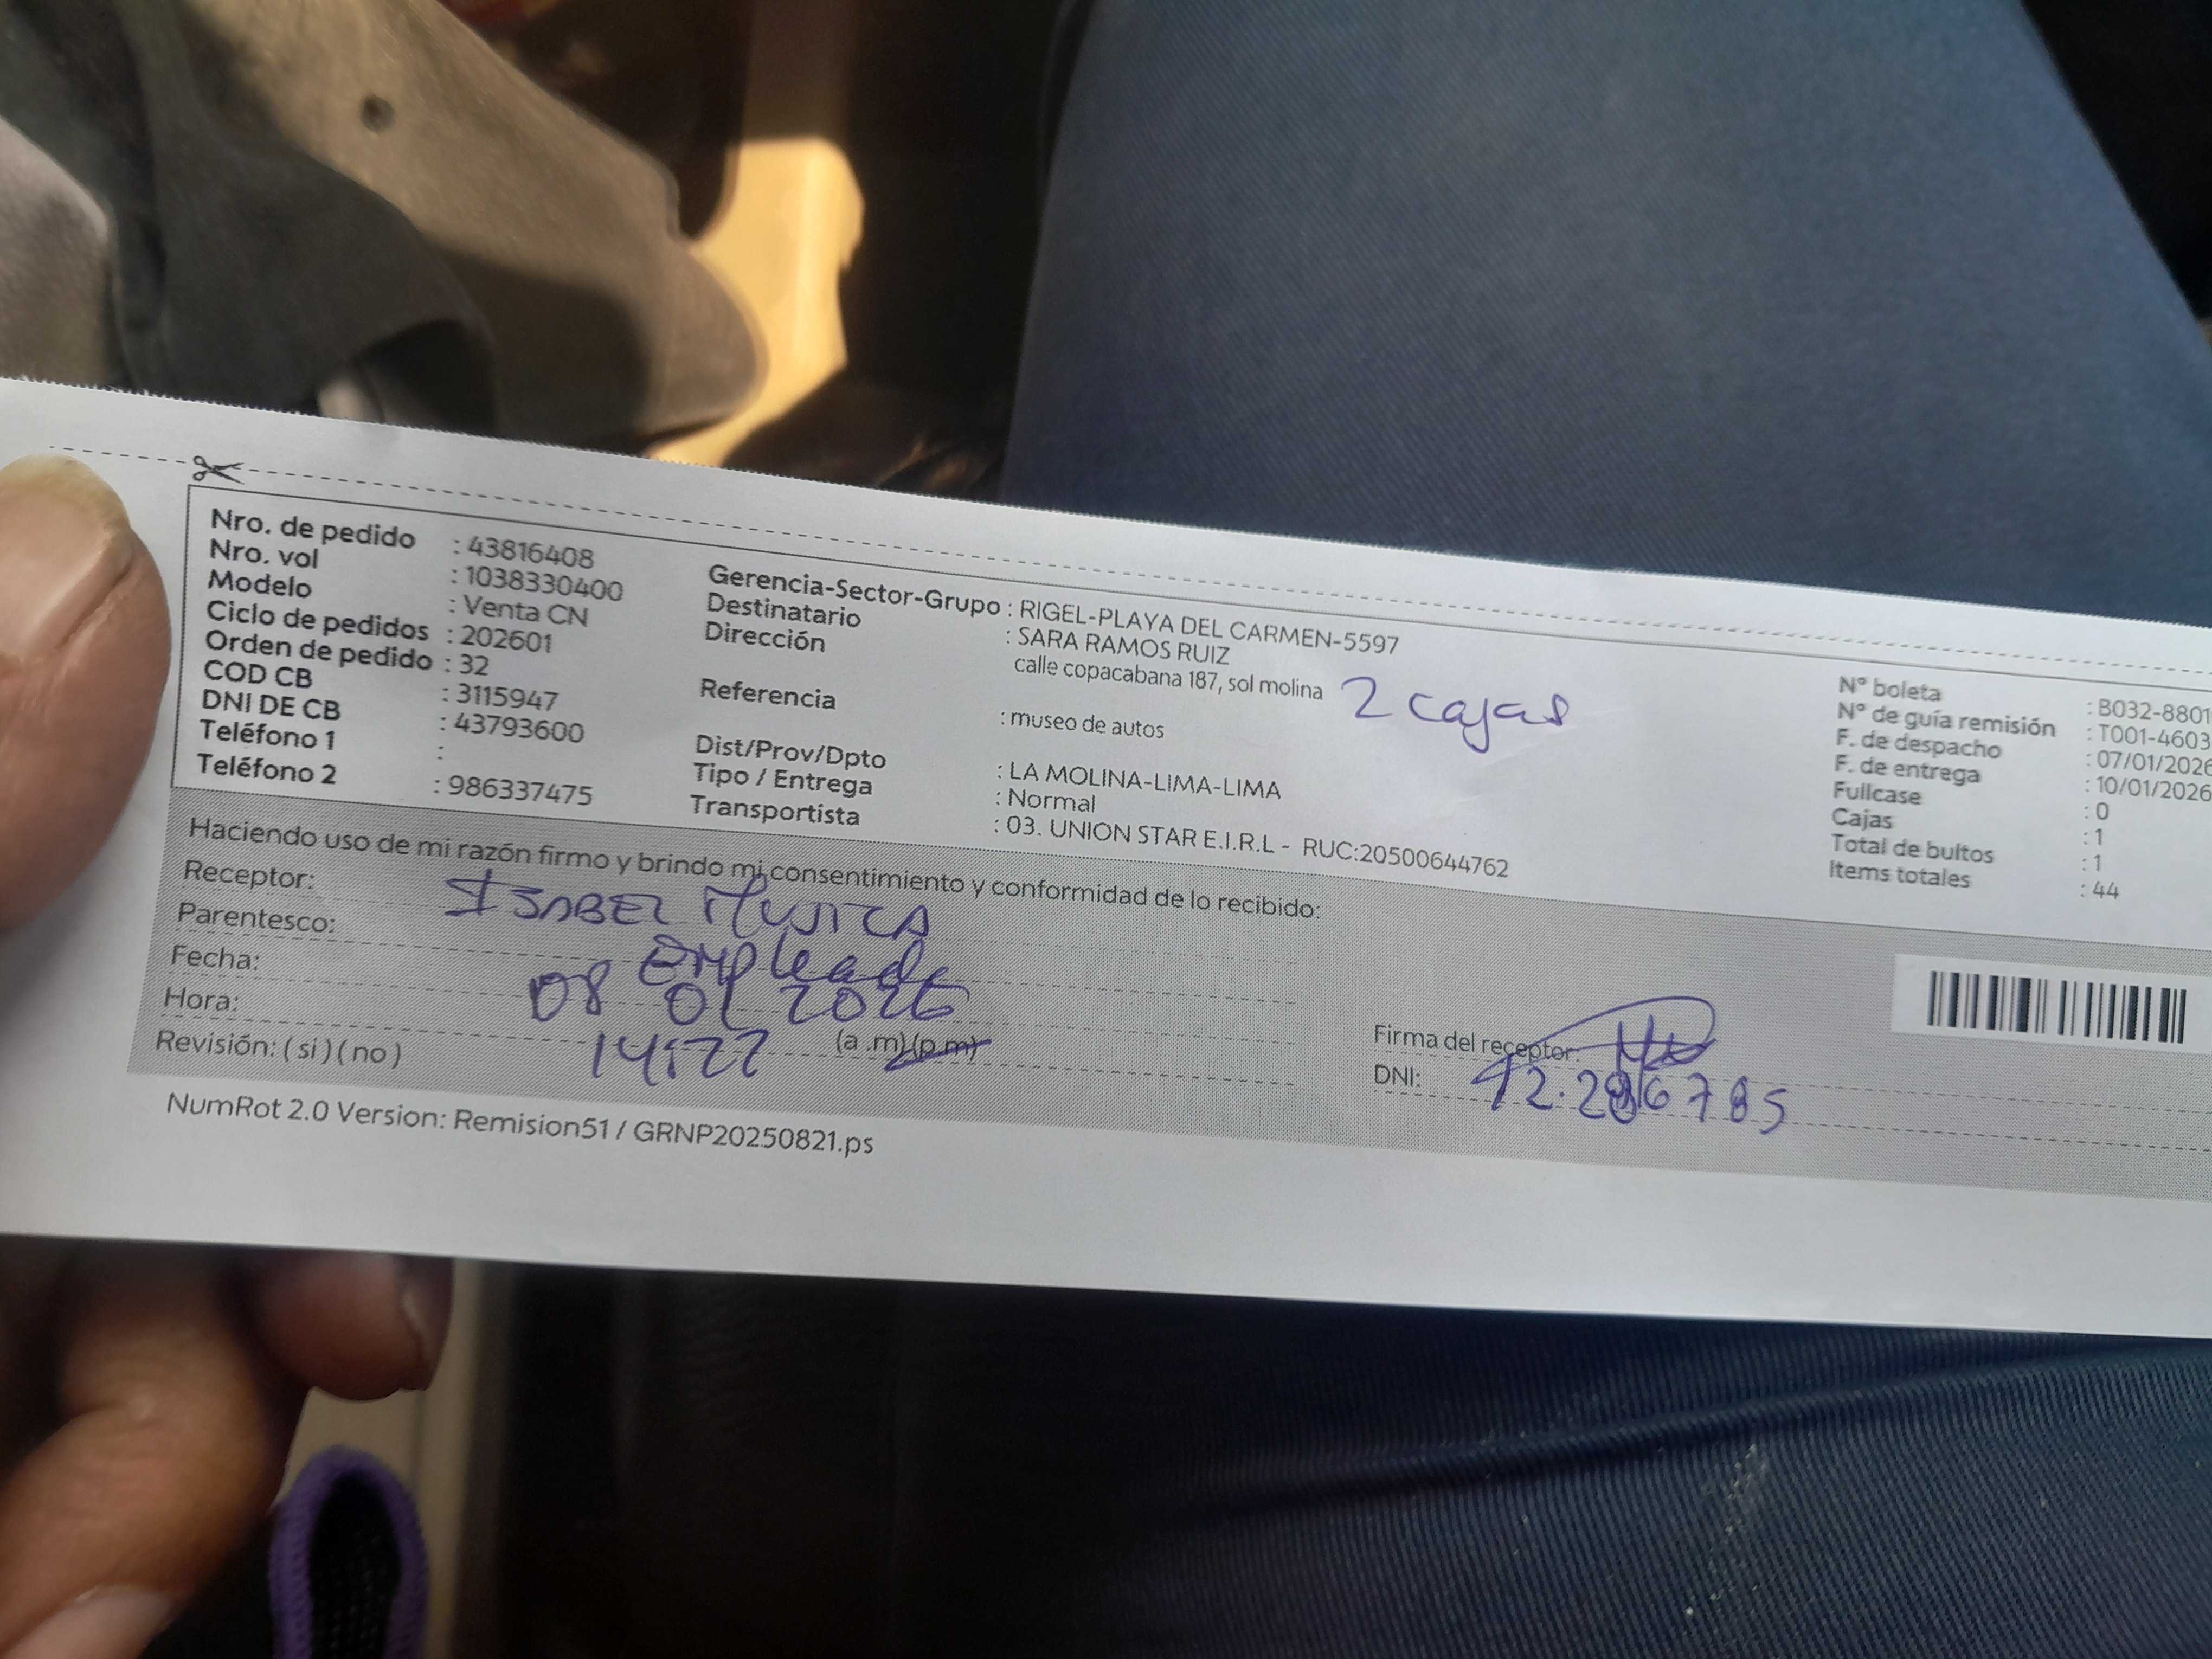 Nro. de pedido : 43816408
Nro. vol : 1038330400
Modelo : Venta CN
Ciclo de pedidos : 202601
Orden de pedido : 32
COD CB : 3115947
DNI DE CB : 43793600
Teléfono 1 :
Teléfono 2 : 986337475
Gerencia-Sector-Grupo : RIGEL-PLAYA DEL CARMEN-5597
Destinatario : SARA RAMOS RUIZ
Dirección calle copacabana 187, sol molina
2 cajas
Referencia : museo de autos
Dist/Prov/Dpto : LA MOLINA-LIMA-LIMA
Tipo / Entrega : Normal
Transportista : 03. UNION STAR E.I.R.L - RUC:20500644762
N° boleta : B032-8801
N° de guía remisión : T001-4603
F. de despacho : 07/01/2026
F. de entrega : 10/01/2026
Fullcase : 0
Cajas : 1
Total de bultos : 1
Items totales : 44
Haciendo uso de mi razón firmo y brindo mi consentimiento y conformidad de lo recibido:
Receptor: ISABEL MUJICA
Parentesco: Empleada
Fecha: 08 01 2026
Hora: 14:22 (a .m)(p.m)
Revisión: ( si ) ( no )
Firma del receptor:
DNI:
NumRot 2.0 Version: Remision51 / GRNP20250821.ps